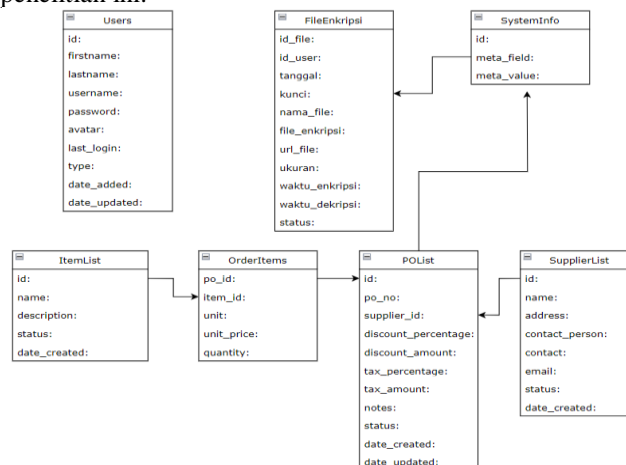 penelitian ini.
Users
id:
firstname:
lastname:
username:
password:
avatar:
last_login:
type:
date_added:
date_updated:
FileEnkripsi
id_file:
id_user:
tanggal:
kunci:
nama_file:
file_enkripsi:
url_file:
ukuran:
waktu_enkripsi:
waktu_dekripsi:
status:
SystemInfo
id:
meta_field:
meta_value:
ItemList
id:
name:
description:
status:
date_created:
OrderItems
po_id:
item_id:
unit:
unit_price:
quantity:
POList
id:
po_no:
supplier_id:
discount_percentage:
discount_amount:
tax_percentage:
tax_amount:
notes:
status:
date_created:
date_updated:
SupplierList
id:
name:
address:
contact_person:
contact:
email:
status:
date_created: